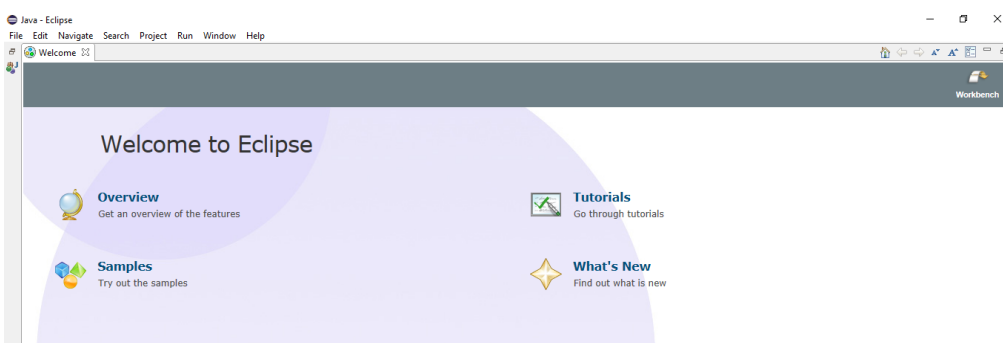 Java - Eclipse
File Edit Navigate Search Project Run Window Help
Welcome
Workbench
Welcome to Eclipse
Overview
Get an overview of the features
Tutorials
Go through tutorials
Samples
Try out the samples
What's New
Find out what is new